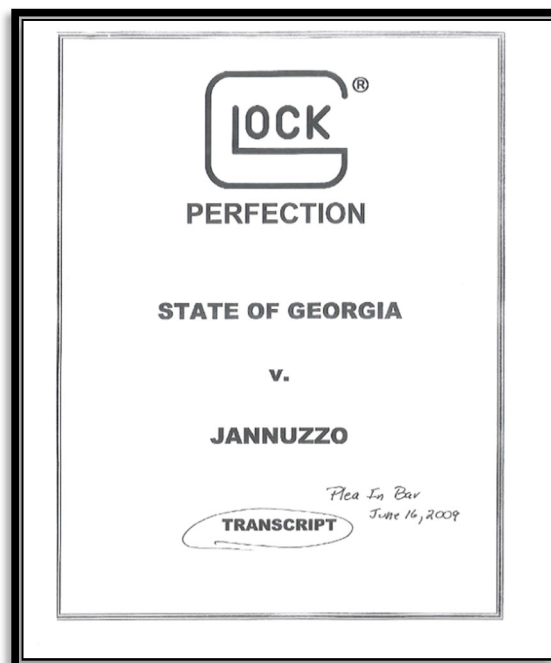 GLOCK ®
PERFECTION
STATE OF GEORGIA
v.
JANNUZZO
Plea In Bar
June 16, 2009
TRANSCRIPT